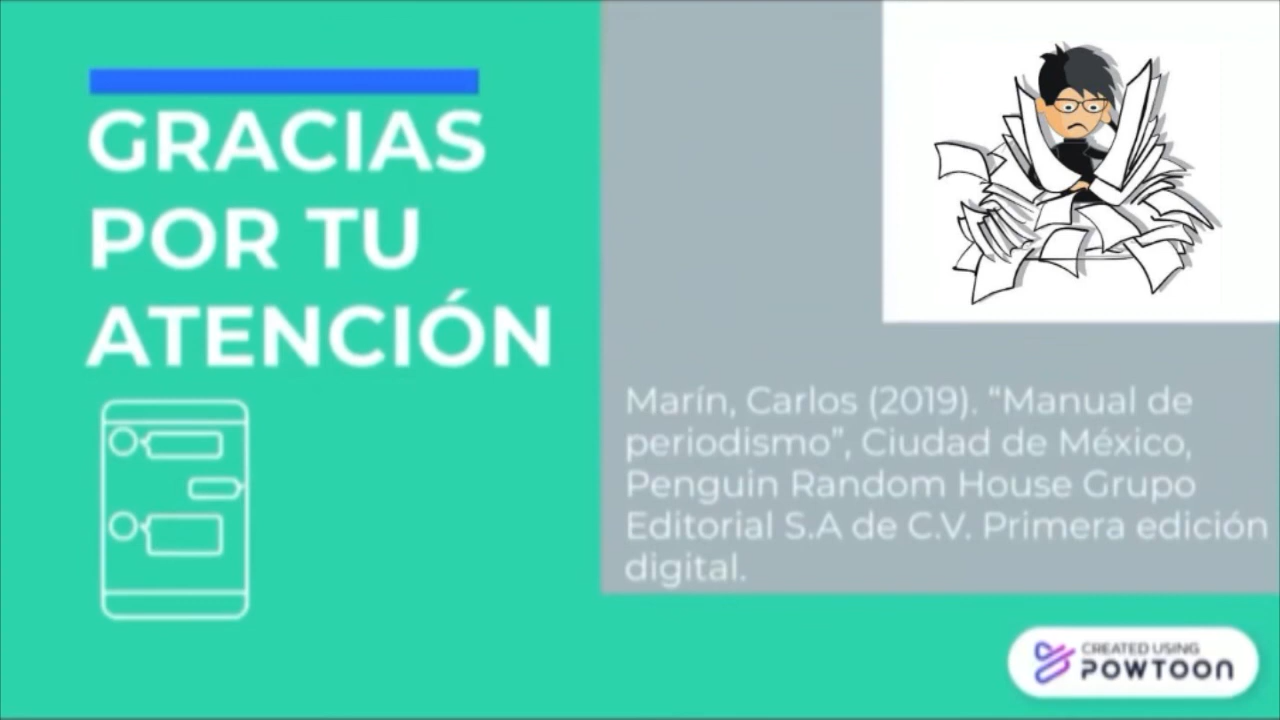 GRACIAS
POR TU
ATENCIÓN
Marín, Carlos (2019). “Manual de
periodismo”, Ciudad de México,
Penguin Random House Grupo
Editorial S.A de C.V. Primera edición
digital.
CREATED USING
POWTOON